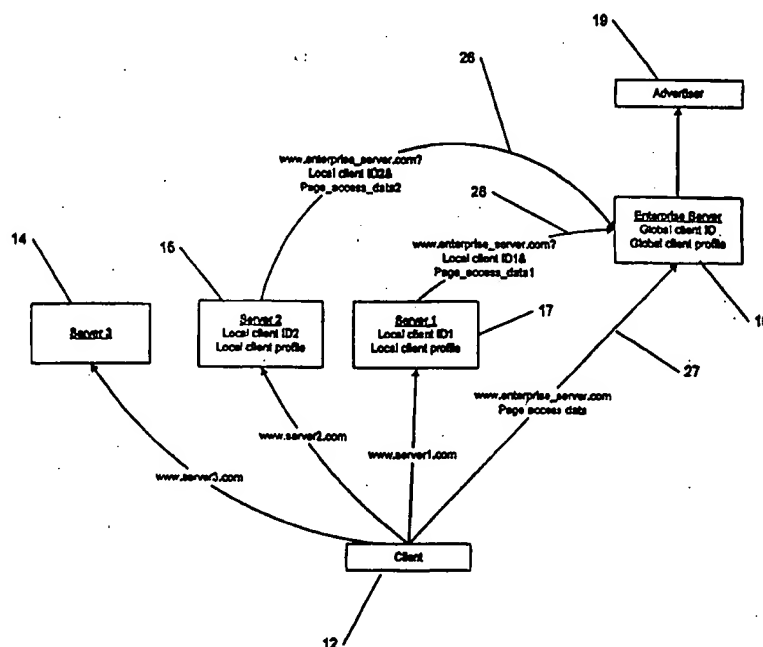 19
26
Advertiser
www.enterprise_server.com?
Local client ID2&
Page_access_data2
28
14
15
Enterprise Server
Global client ID
Global client profile
www.enterprise_server.com?
Local client ID1&
Page_access_data1
Server 3
Server 2
Local client ID2
Local client profile
Server 1
Local client ID1
Local client profile
17
27
www.enterprise_server.com
Page access data
www.server2.com
www.server1.com
www.server3.com
Client
12